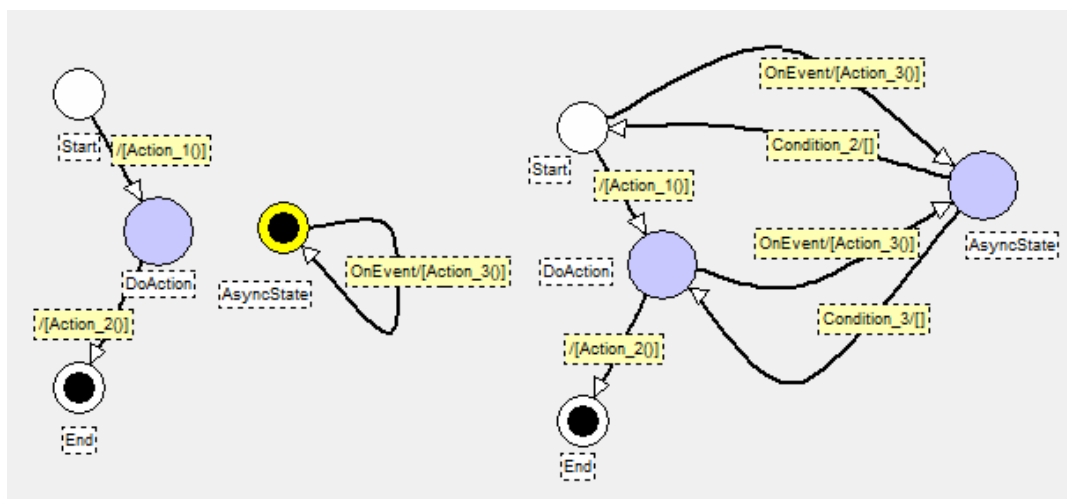 Start
/[Action_1()]
DoAction
/[Action_2()]
End
AsyncState
OnEvent/[Action_3()]
OnEvent/[Action_3()]
Condition_2/[]
Start
/[Action_1()]
AsyncState
OnEvent/[Action_3()]
DoAction
Condition_3/[]
/[Action_2()]
End